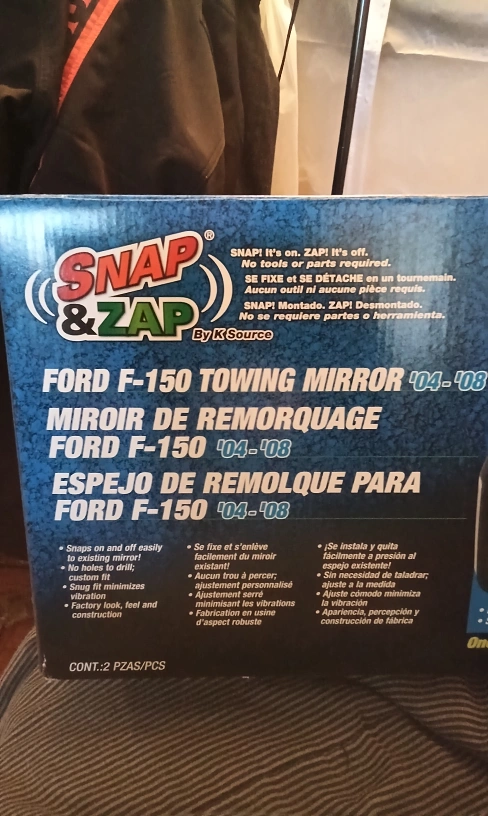 SNAP ®
&ZAP
By K Source
SNAP! It's on. ZAP! It's off.
No tools or parts required.
SE FIXE et SE DÉTACHE en un tournemain.
Aucun outil ni aucune pièce requis.
SNAP! Montado. ZAP! Desmontado.
No se requiere partes o herramienta.
FORD F-150 TOWING MIRROR '04-'08
MIROIR DE REMORQUAGE
FORD F-150 '04-'08
ESPEJO DE REMOLQUE PARA
FORD F-150 '04-'08
• Snaps on and off easily
to existing mirror!
• No holes to drill;
custom fit
• Snug fit minimizes
vibration
• Factory look, feel and
construction
• Se fixe et s'enlève
facilement du miroir
existant!
• Aucun trou à percer;
ajustement personnalisé
• Ajustement serré
minimisant les vibrations
• Fabrication en usine
d'aspect robuste
• ¡Se instala y quita
fácilmente a presión al
espejo existente!
• Sin necesidad de taladrar;
ajuste a la medida
• Ajuste cómodo minimiza
la vibración
• Apariencia, percepción y
construcción de fábrica
CONT.:2 PZAS/PCS